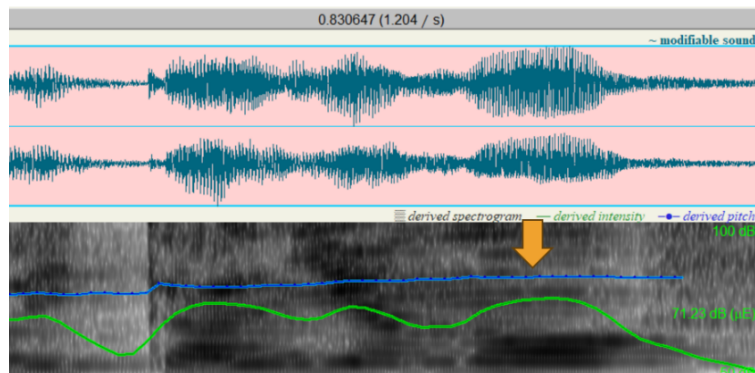 0.830647 (1.204 / s)
~ modifiable sound
derived spectrogram derived intensity derived pitch
100 dB
71.23 dB (µE)